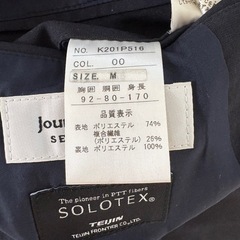 NO. K201P516
COL. 00
SIZE. M
胸囲 胴囲 身長
92-80-170
品質表示
表地 ポリエステル 74%
複合繊維
(ポリエステル) 26%
裏地 ポリエステル 100%
jou
SE
The pioneer in PTT fibers
SOLOTEX®
TEIJIN
TEIJIN FRONTIER CO.,LTD.